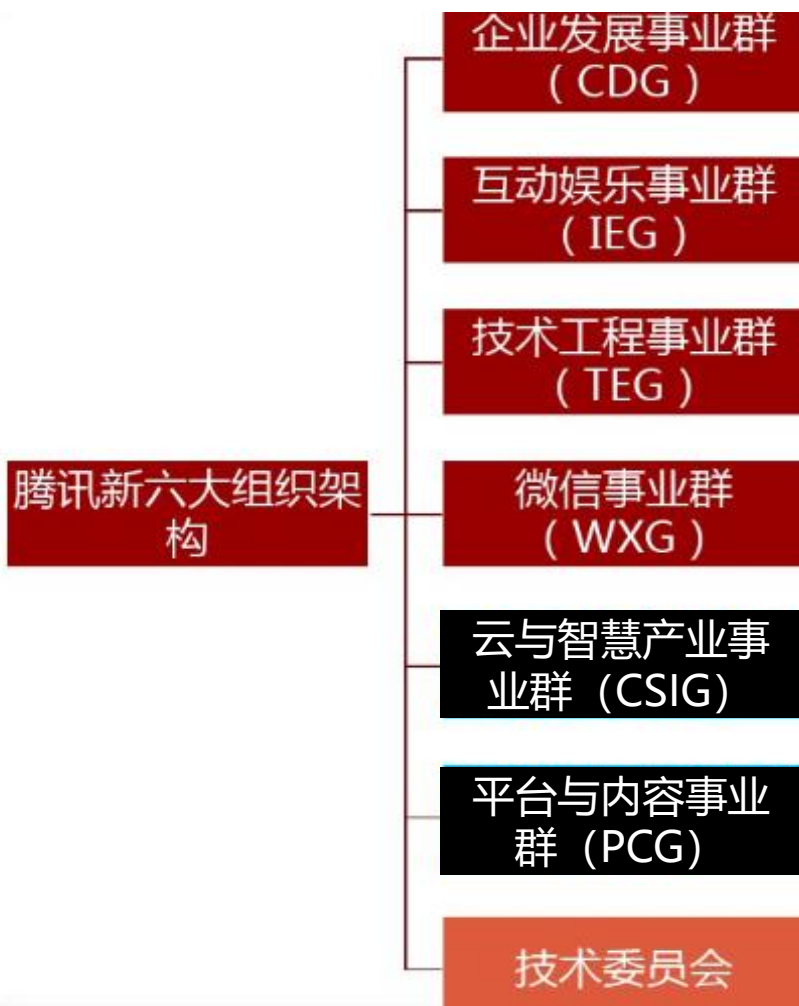 企业发展事业群
（CDG）
互动娱乐事业群
（IEG）
技术工程事业群
（TEG）
腾讯新六大组织架
构
微信事业群
（WXG）
云与智慧产业事
业群（CSIG）
平台与内容事业
群（PCG）
技术委员会